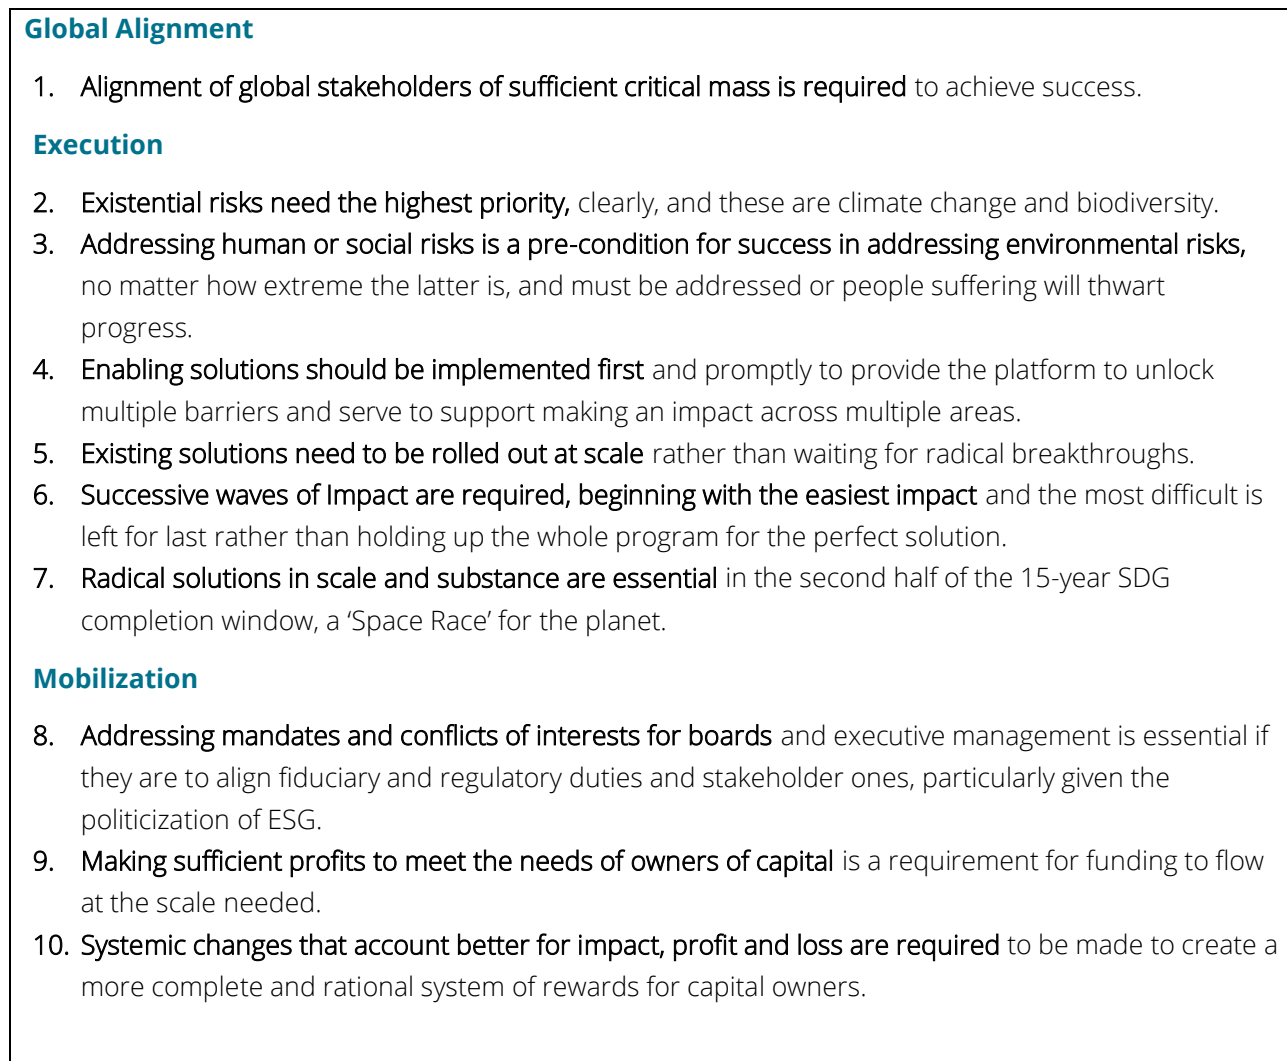 Global Alignment
1. Alignment of global stakeholders of sufficient critical mass is required to achieve success.
Execution
2. Existential risks need the highest priority, clearly, and these are climate change and biodiversity.
3. Addressing human or social risks is a pre-condition for success in addressing environmental risks,
no matter how extreme the latter is, and must be addressed or people suffering will thwart
progress.
4. Enabling solutions should be implemented first and promptly to provide the platform to unlock
multiple barriers and serve to support making an impact across multiple areas.
5. Existing solutions need to be rolled out at scale rather than waiting for radical breakthroughs.
6. Successive waves of Impact are required, beginning with the easiest impact and the most difficult is
left for last rather than holding up the whole program for the perfect solution.
7. Radical solutions in scale and substance are essential in the second half of the 15-year SDG
completion window, a ‘Space Race’ for the planet.
Mobilization
8. Addressing mandates and conflicts of interests for boards and executive management is essential if
they are to align fiduciary and regulatory duties and stakeholder ones, particularly given the
politicization of ESG.
9. Making sufficient profits to meet the needs of owners of capital is a requirement for funding to flow
at the scale needed.
10. Systemic changes that account better for impact, profit and loss are required to be made to create a
more complete and rational system of rewards for capital owners.